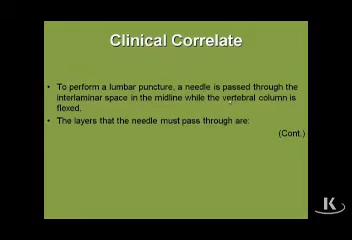 Clinical Correlate
• To perform a lumbar puncture, a needle is passed through the
interlaminar space in the midline while the vertebral column is
flexed.
• The layers that the needle must pass through are:
(Cont.)
K